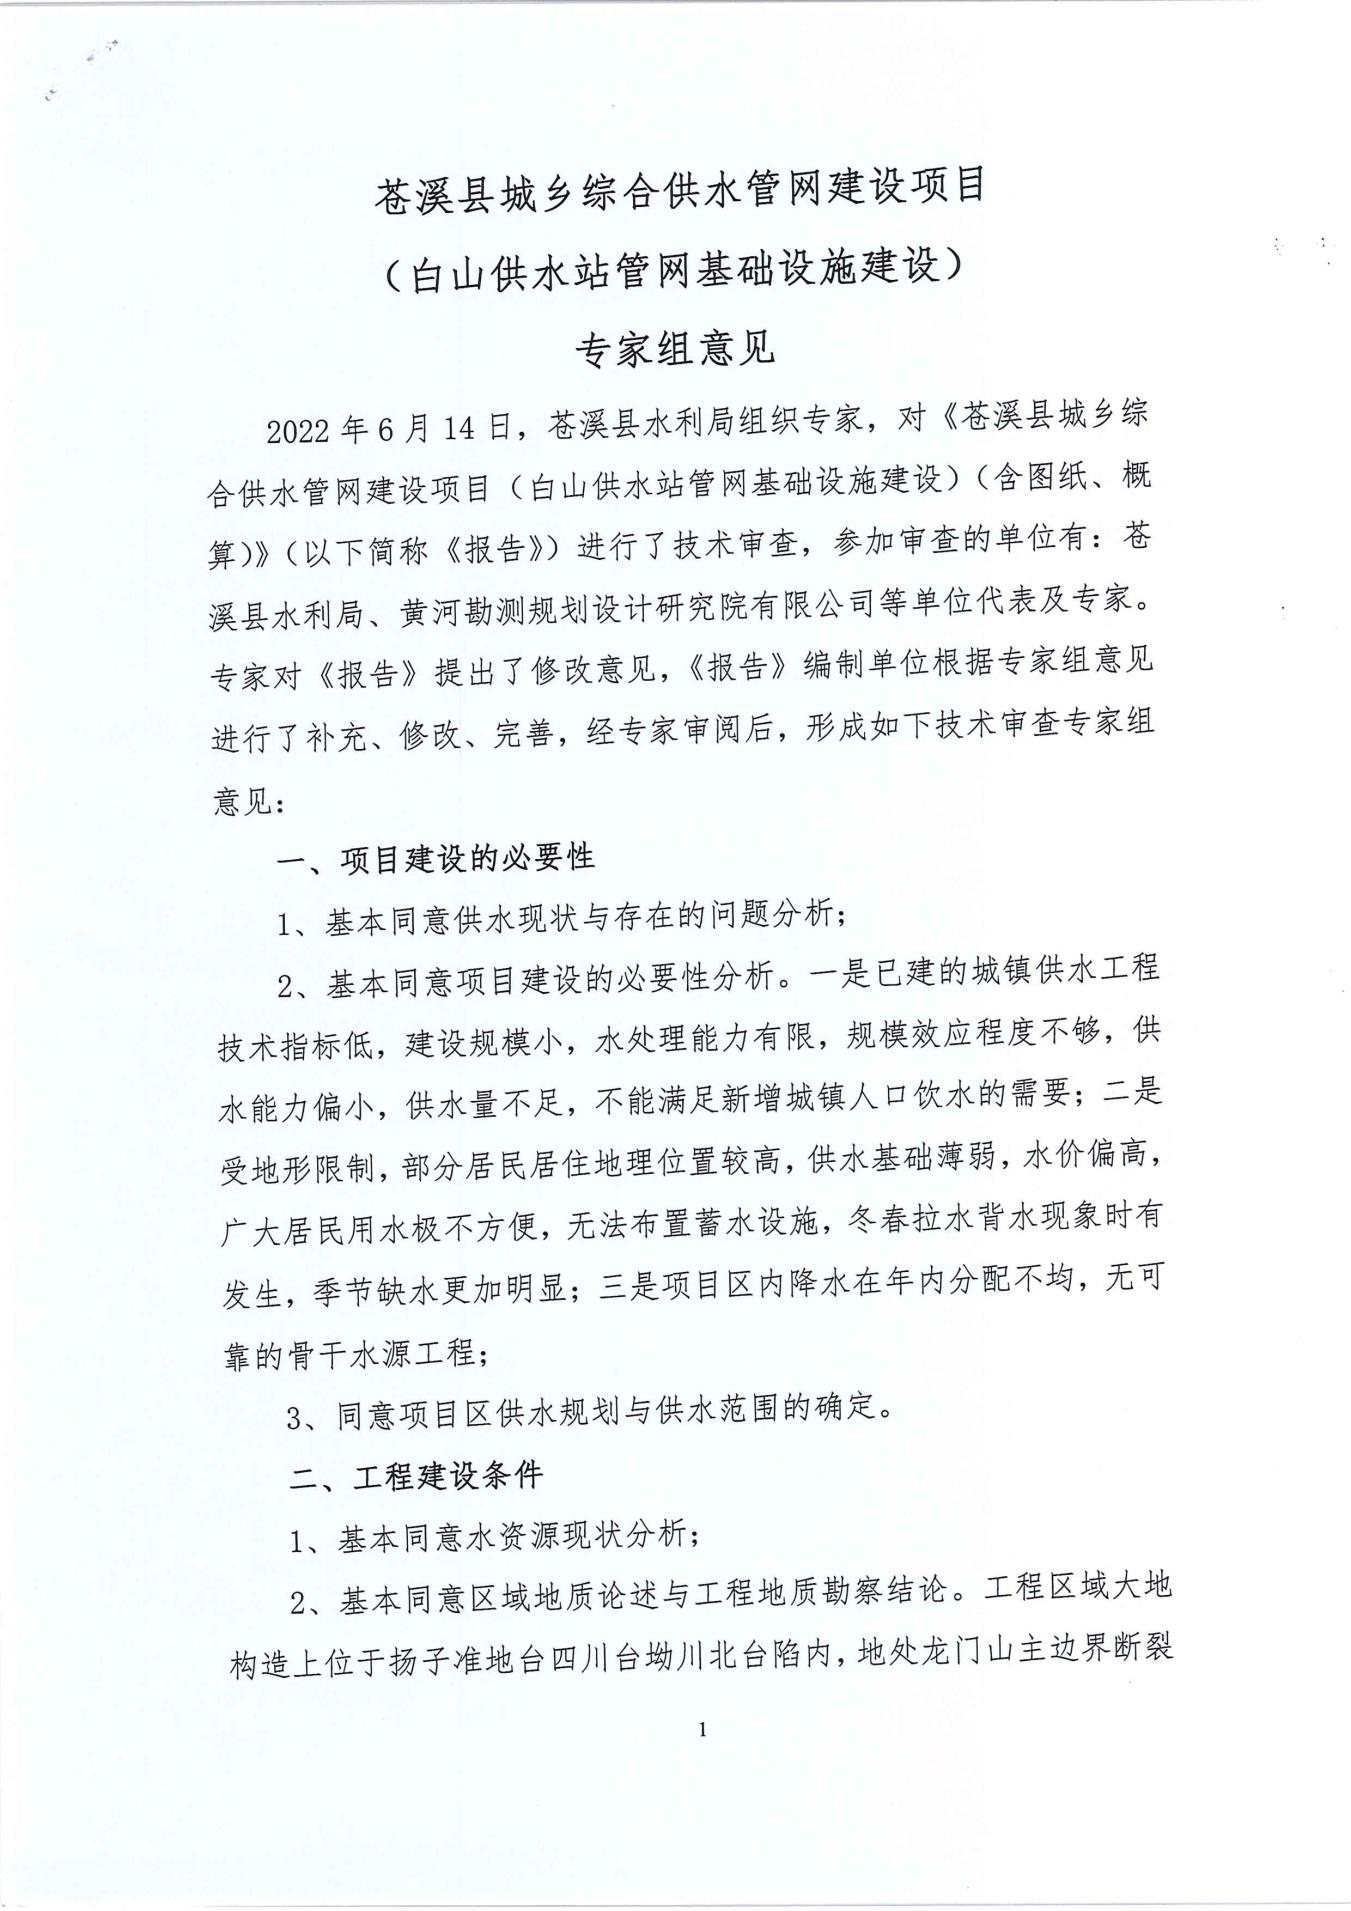 苍溪县城乡综合供水管网建设项目
（白山供水站管网基础设施建设）
专家组意见
2022 年 6 月 14 日，苍溪县水利局组织专家，对《苍溪县城乡综
合供水管网建设项目（白山供水站管网基础设施建设）（含图纸、概
算）》（以下简称《报告》）进行了技术审查，参加审查的单位有：苍
溪县水利局、黄河勘测规划设计研究院有限公司等单位代表及专家。
专家对《报告》提出了修改意见，《报告》编制单位根据专家组意见
进行了补充、修改、完善，经专家审阅后，形成如下技术审查专家组
意见：
一、项目建设的必要性
1、基本同意供水现状与存在的问题分析；
2、基本同意项目建设的必要性分析。一是已建的城镇供水工程
技术指标低，建设规模小，水处理能力有限，规模效应程度不够，供
水能力偏小，供水量不足，不能满足新增城镇人口饮水的需要；二是
受地形限制，部分居民居住地理位置较高，供水基础薄弱，水价偏高，
广大居民用水极不方便，无法布置蓄水设施，冬春拉水背水现象时有
发生，季节缺水更加明显；三是项目区内降水在年内分配不均，无可
靠的骨干水源工程；
3、同意项目区供水规划与供水范围的确定。
二、工程建设条件
1、基本同意水资源现状分析；
2、基本同意区域地质论述与工程地质勘察结论。工程区域大地
构造上位于扬子准地台四川台坳川北台陷内，地处龙门山主边界断裂
1